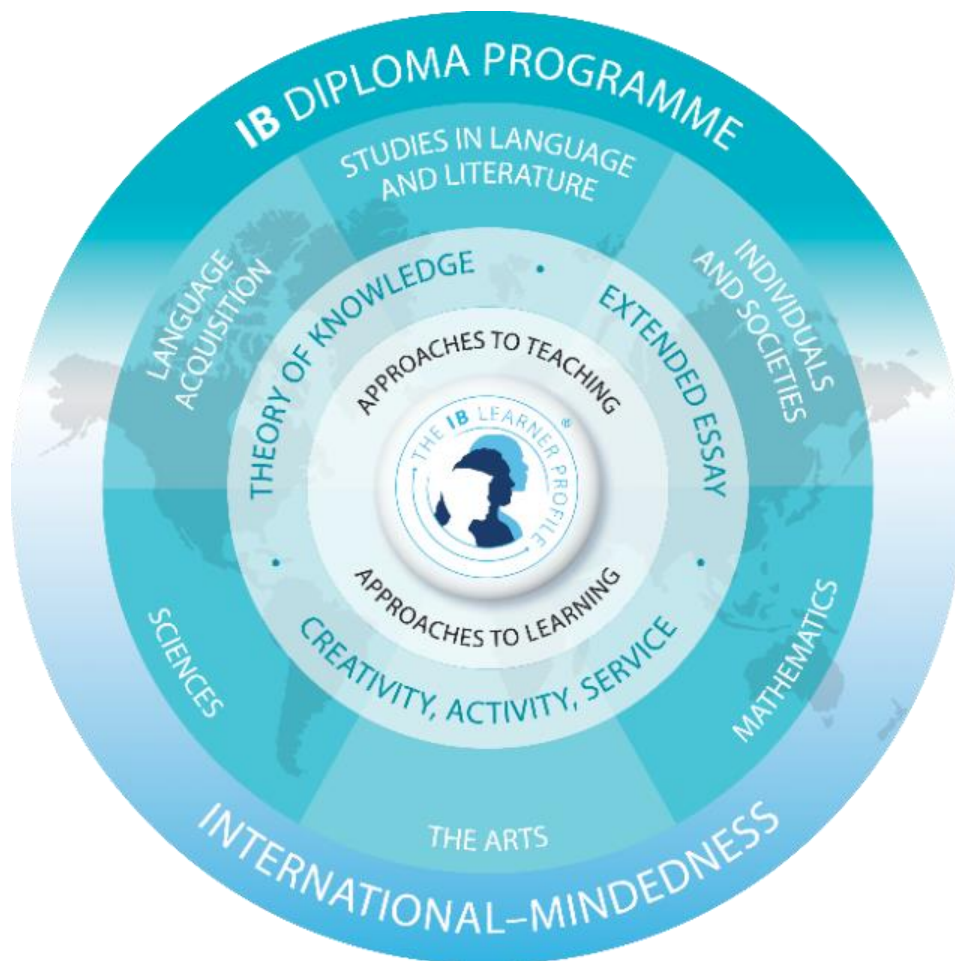 IB DIPLOMA PROGRAMME
STUDIES IN LANGUAGE
AND LITERATURE
LANGUAGE
ACQUISITION
INDIVIDUALS
AND SOCIETIES
THEORY OF KNOWLEDGE
•
EXTENDED ESSAY
•
•
APPROACHES TO TEACHING
THE IB LEARNER PROFILE®
APPROACHES TO LEARNING
CREATIVITY, ACTIVITY, SERVICE
SCIENCES
MATHEMATICS
THE ARTS
INTERNATIONAL–MINDEDNESS